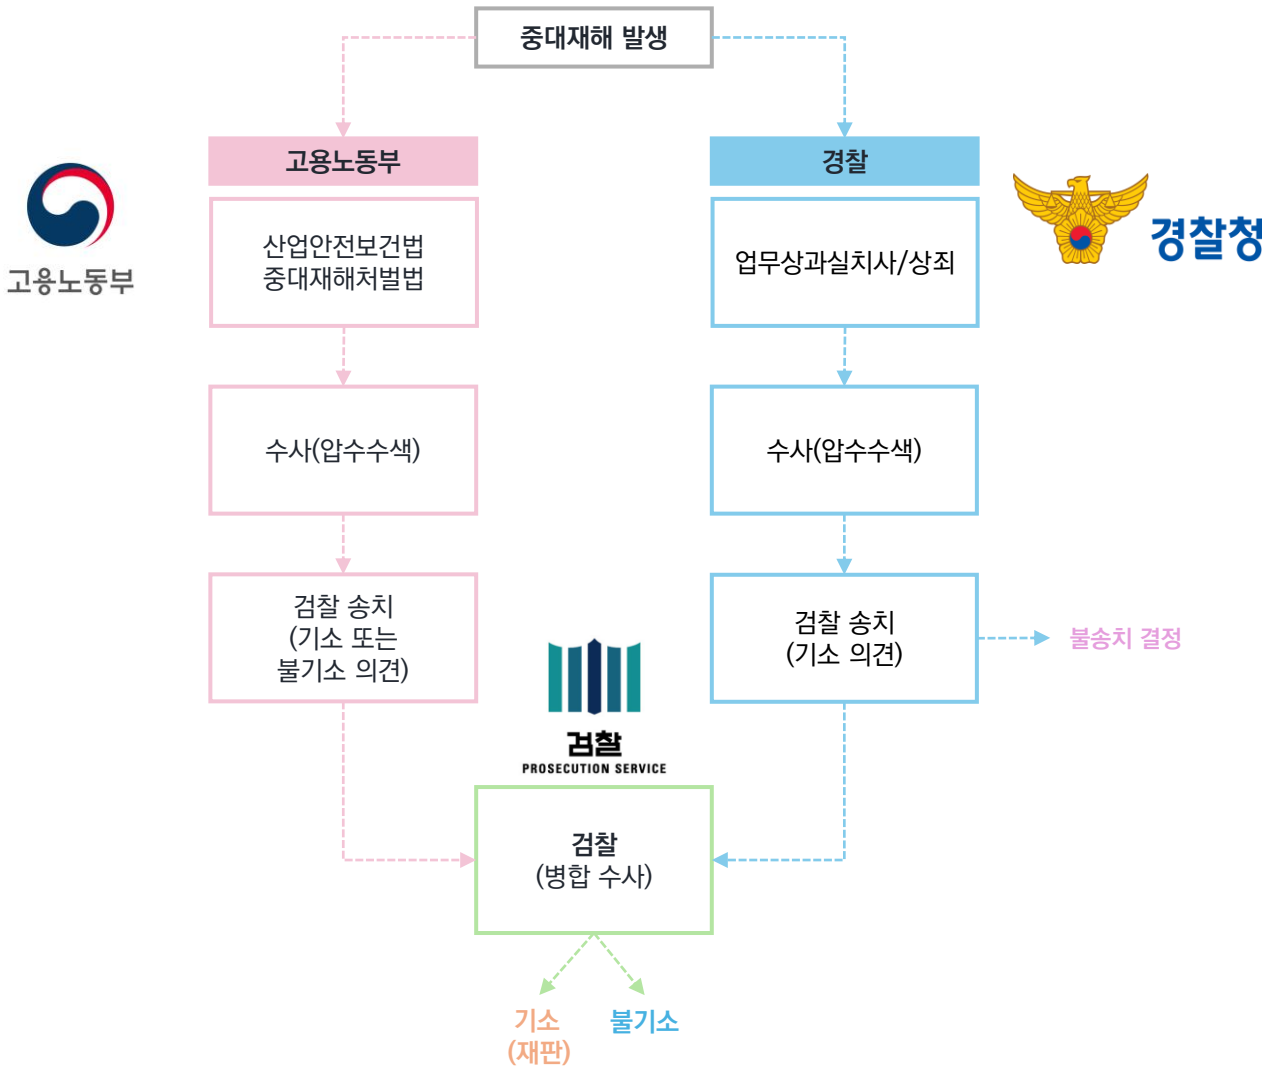 중대재해 발생
고용노동부
경찰
고용노동부
경찰청
산업안전보건법
중대재해처벌법
업무상과실치사/상죄
수사(압수수색)
수사(압수수색)
검찰 송치
(기소 또는
불기소 의견)
검찰 송치
(기소 의견)
불송치 결정
검찰
PROSECUTION SERVICE
검찰
(병합 수사)
기소
(재판)
불기소